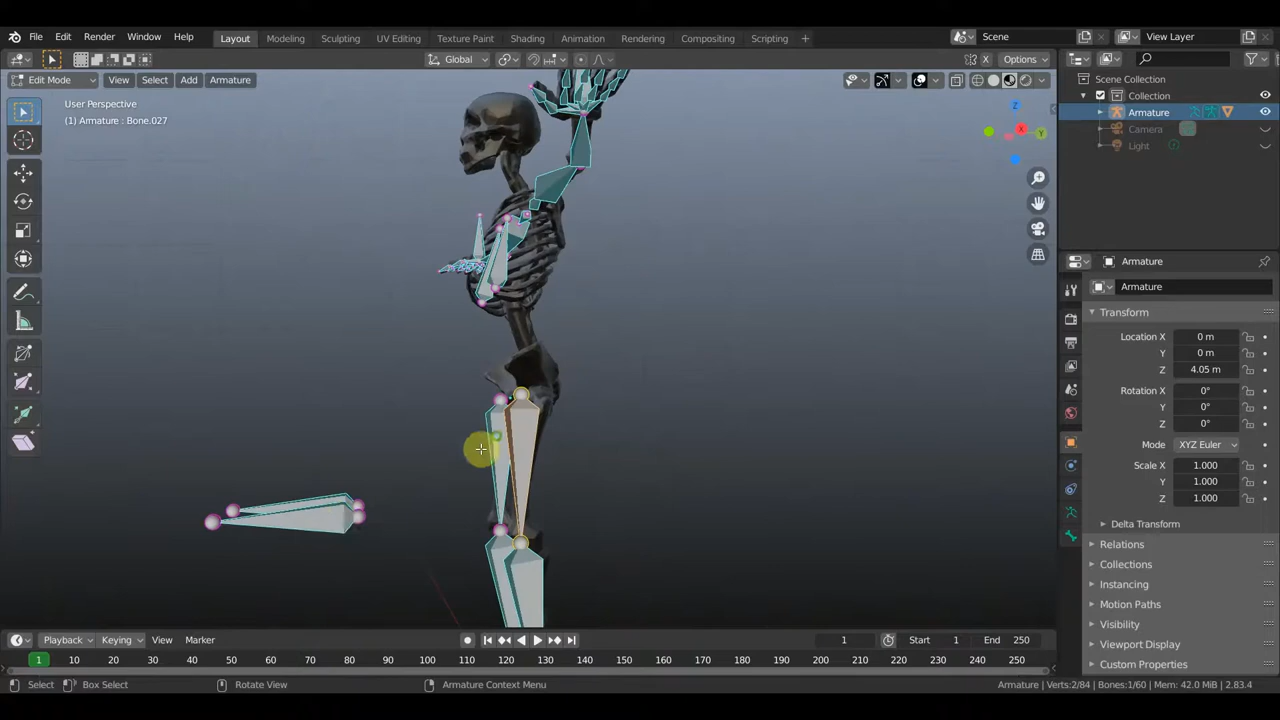 File Edit Render Window Help Layout Modeling Sculpting UV Editing Texture Paint Shading Animation Rendering Compositing Scripting + Scene View Layer
Global X Options
Edit Mode View Select Add Armature
User Perspective
(1) Armature : Bone.027
X Y Z
Scene Collection
Collection
Armature
Camera
Light
Armature
Armature
Transform
Location X 0 m
Y 0 m
Z 4.05 m
Rotation X 0°
Y 0°
Z 0°
Mode XYZ Euler
Scale X 1.000
Y 1.000
Z 1.000
Delta Transform
Relations
Collections
Instancing
Motion Paths
Visibility
Viewport Display
Custom Properties
Playback Keying View Marker 1 Start 1 End 250
1 10 20 30 40 50 60 70 80 90 100 110 120 130 140 150 160 170 180 190 200 210 220 230 240 250
Select Box Select Rotate View Armature Context Menu Armature | Verts:2/84 | Bones:1/60 | Mem: 42.0 MiB | 2.83.4